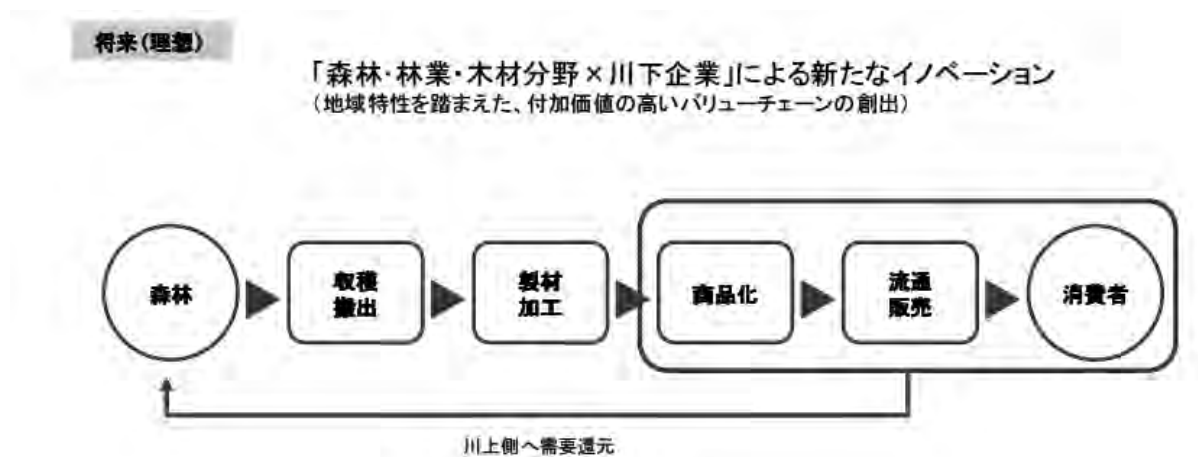 将来(理想)
「森林・林業・木材分野×川下企業」による新たなイノベーション
(地域特性を踏まえた、付加価値の高いバリューチェーンの創出)
森林
収穫
搬出
製材
加工
商品化
流通
販売
消費者
川上側へ需要還元